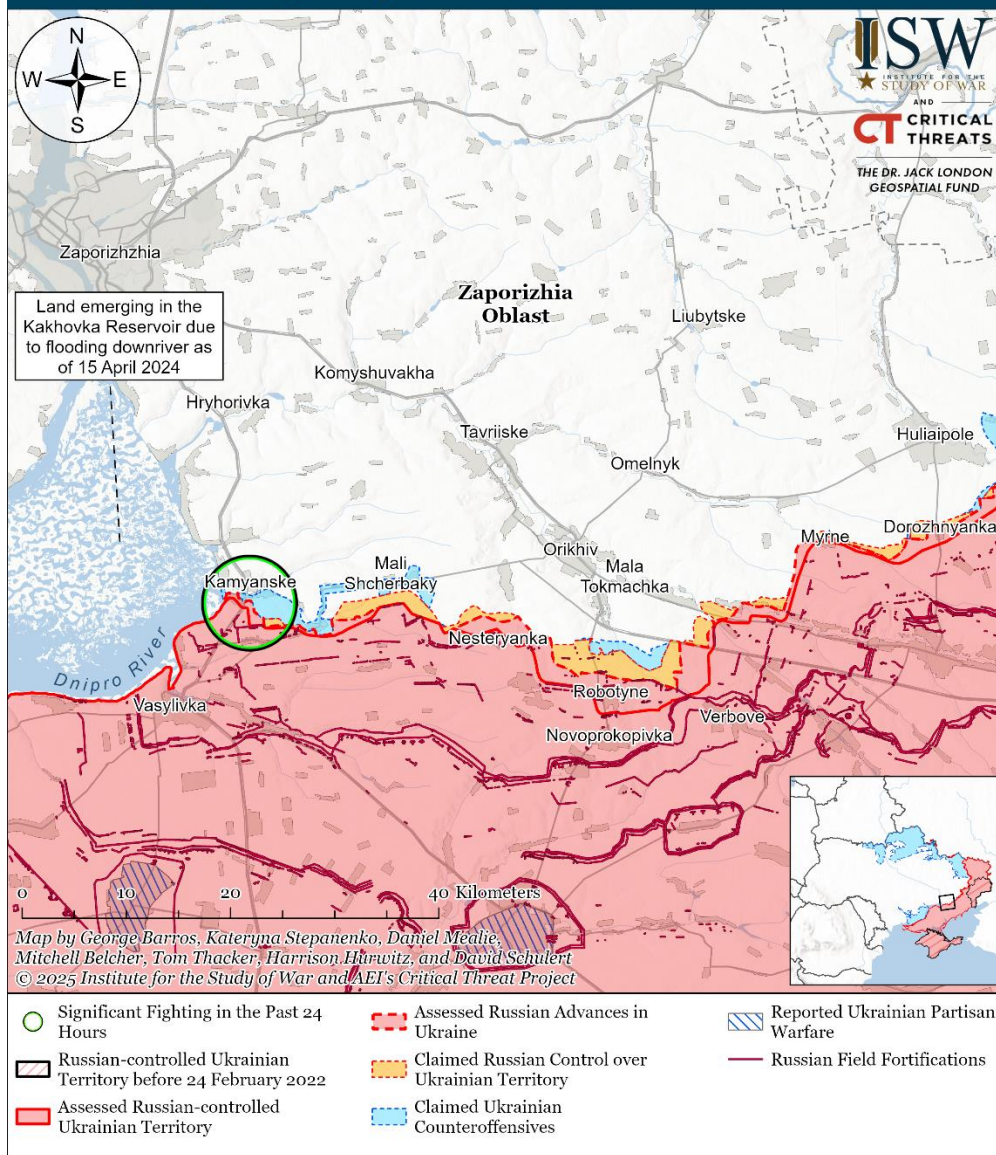 N
W E
S
ISW
INSTITUTE FOR THE
STUDY OF WAR
AND
CT CRITICAL
THREATS
THE DR. JACK LONDON
GEOSPATIAL FUND
Zaporizhzhia
Land emerging in the
Kakhovka Reservoir due
to flooding downriver as
of 15 April 2024
Zaporizhia
Oblast
Liubytske
Komyshuvakha
Hryhorivka
Tavriiske
Huliaipole
Omelnyk
Dorozhnyanka
Myrne
Orikhiv
Mali
Shcherbaky
Mala
Tokmachka
Kamyanske
Nesteryanka
Dnipro River
Robotyne
Vasylivka
Verbove
Novoprokopivka
0 10 20 40 Kilometers
Map by George Barros, Kateryna Stepanenko, Daniel Mealie,
Mitchell Belcher, Tom Thacker, Harrison Hurwitz, and David Schulert
© 2025 Institute for the Study of War and AEI's Critical Threat Project
Significant Fighting in the Past 24
Hours
Russian-controlled Ukrainian
Territory before 24 February 2022
Assessed Russian-controlled
Ukrainian Territory
Assessed Russian Advances in
Ukraine
Claimed Russian Control over
Ukrainian Territory
Claimed Ukrainian
Counteroffensives
Reported Ukrainian Partisan
Warfare
Russian Field Fortifications